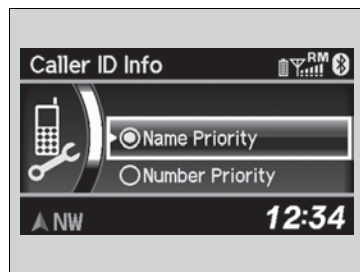 Caller ID Info
RM
Name Priority
Number Priority
NW
12:34